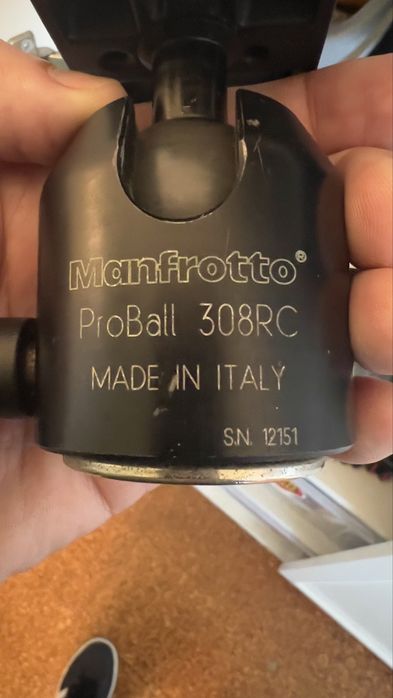 Manfrotto®
ProBall 308RC
MADE IN ITALY
S.N. 12151